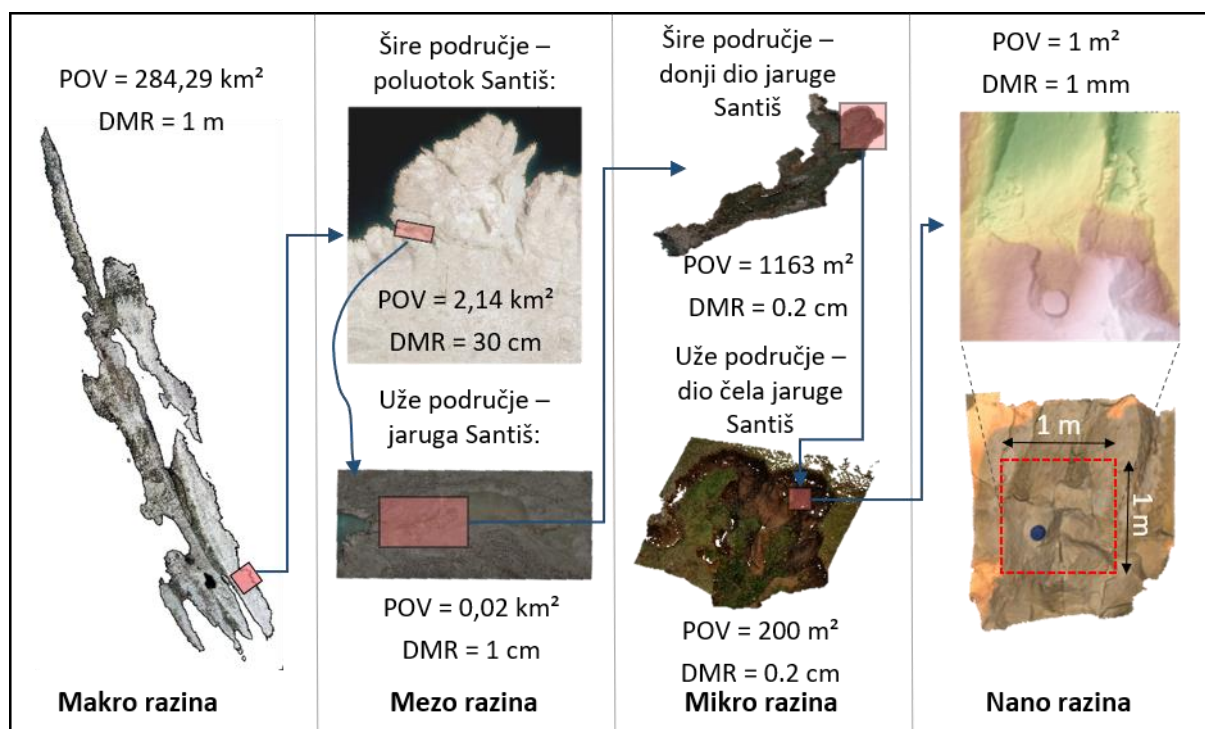 POV = 284,29 km²
DMR = 1 m
Makro razina
Šire područje –
poluotok Santiš:
POV = 2,14 km²
DMR = 30 cm
Uže područje –
jaruga Santiš:
POV = 0,02 km²
DMR = 1 cm
Mezo razina
Šire područje –
donji dio jaruge
Santiš
POV = 1163 m²
DMR = 0.2 cm
Uže područje –
dio čela jaruge
Santiš
POV = 200 m²
DMR = 0.2 cm
Mikro razina
POV = 1 m²
DMR = 1 mm
1 m
1 m
Nano razina